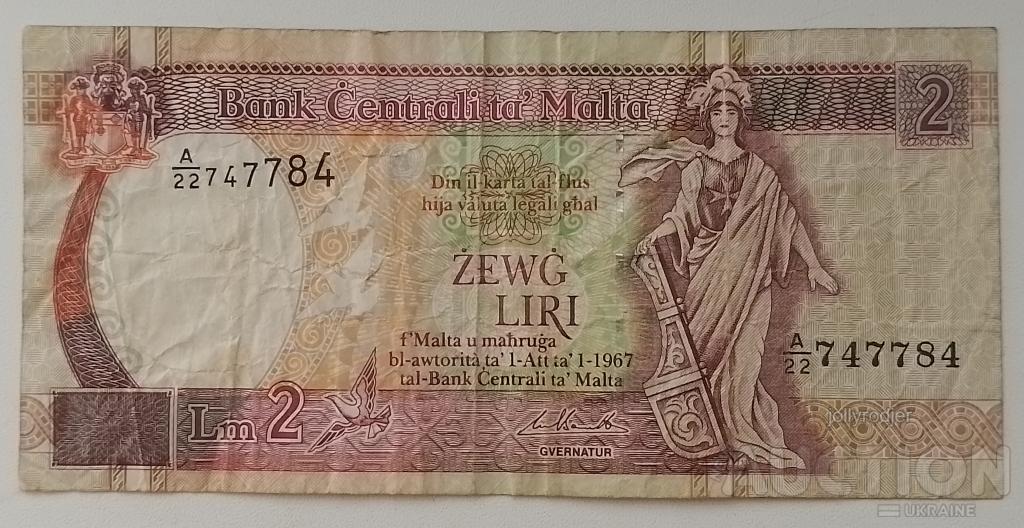 Bank Ċentrali ta' Malta
2
A/22 747784
Din il-karta tal-flus
hija valuta legali għal
ŻEWĠ
LIRI
f'Malta u maħruġa
bl-awtorità ta' l-Att ta' l-1967
tal-Bank Ċentrali ta' Malta
A/22 747784
Lm 2
GVERNATUR
jollyrodjer
AUCTION
UKRAINE